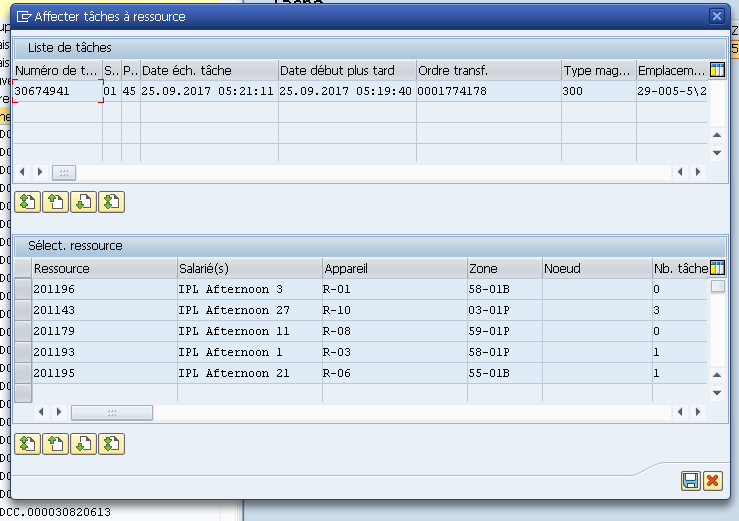 Affecter tâches à ressource
Liste de tâches
Numéro de t... S.. P.. Date éch. tâche Date début plus tard Ordre transf. Type mag... Emplacem...
30674941 01 45 25.09.2017 05:21:11 25.09.2017 05:19:40 0001774178 300 29-005-5\2
Sélect. ressource
Ressource Salarié(s) Appareil Zone Noeud Nb. tâche
201196 IPL Afternoon 3 R-01 58-01B 0
201143 IPL Afternoon 27 R-10 03-01P 3
201179 IPL Afternoon 11 R-08 59-01P 0
201193 IPL Afternoon 1 R-03 58-01P 1
201195 IPL Afternoon 21 R-06 55-01B 1
DCC.000030820613